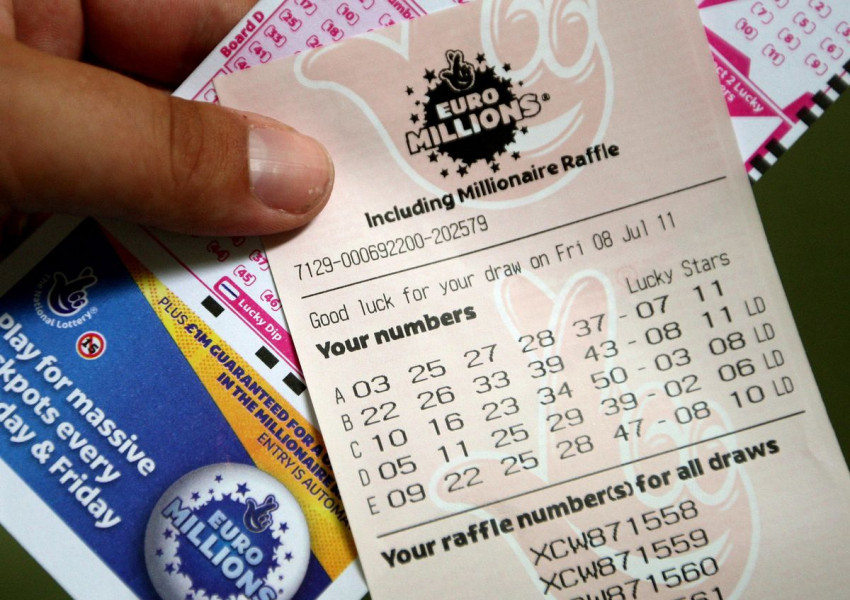 Board D
EURO
MILLIONS®
Including Millionaire Raffle
7129-000692200-202579
Good luck for your draw on Fri 08 Jul 11
Lucky Stars
Your numbers
A 03 25 27 28 37 - 07 11
B 22 26 33 39 43 - 08 11 LD
C 10 16 23 34 50 - 03 08 LD
D 05 11 25 29 39 - 02 06 LD
E 09 22 25 28 47 - 08 10 LD
Your raffle number(s) for all draws
XCW871558
XCW871559
XCW871560
Lucky Dip
The National Lottery®
16
Play for massive
day & Friday
PLUS £1M GUARANTEED FOR
IN THE MILLIONAIRE
ENTRY IS
EURO
MILLIONS